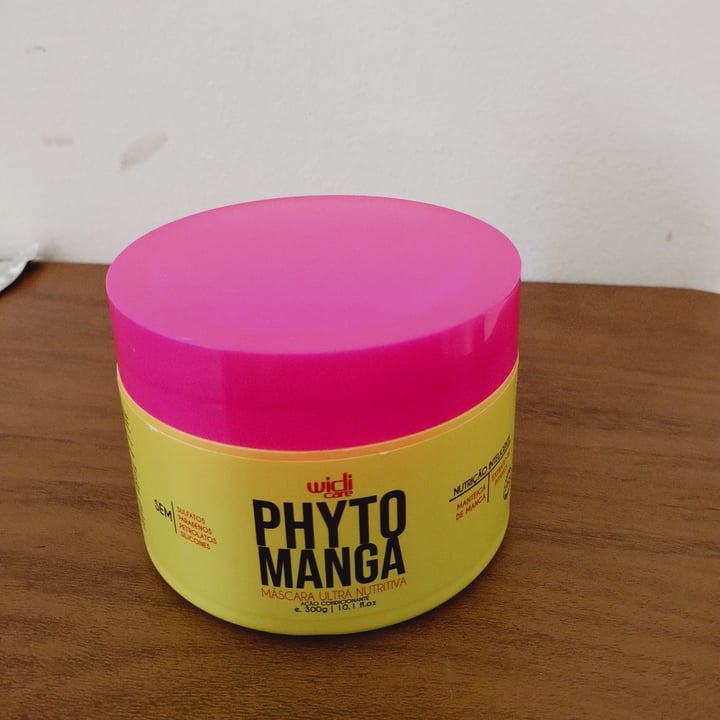 widi
care
PHYTO
MANGA
MÁSCARA ULTRA NUTRITIVA
AÇÃO CONDICIONANTE
e. 300g | 10.1 fl.oz
SEM
SULFATOS
PARABENOS
PETROLATOS
SILICONES
NUTRIÇÃO INTELIGENTE
MANTEIGA
DE MANGA